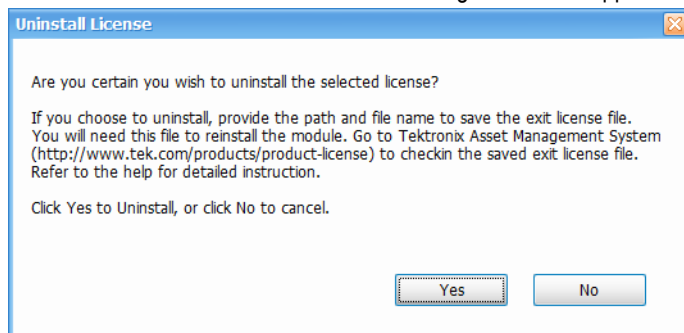 Uninstall License
Are you certain you wish to uninstall the selected license?
If you choose to uninstall, provide the path and file name to save the exit license file.
You will need this file to reinstall the module. Go to Tektronix Asset Management System
(http://www.tek.com/products/product-license) to checkin the saved exit license file.
Refer to the help for detailed instruction.
Click Yes to Uninstall, or click No to cancel.
Yes
No